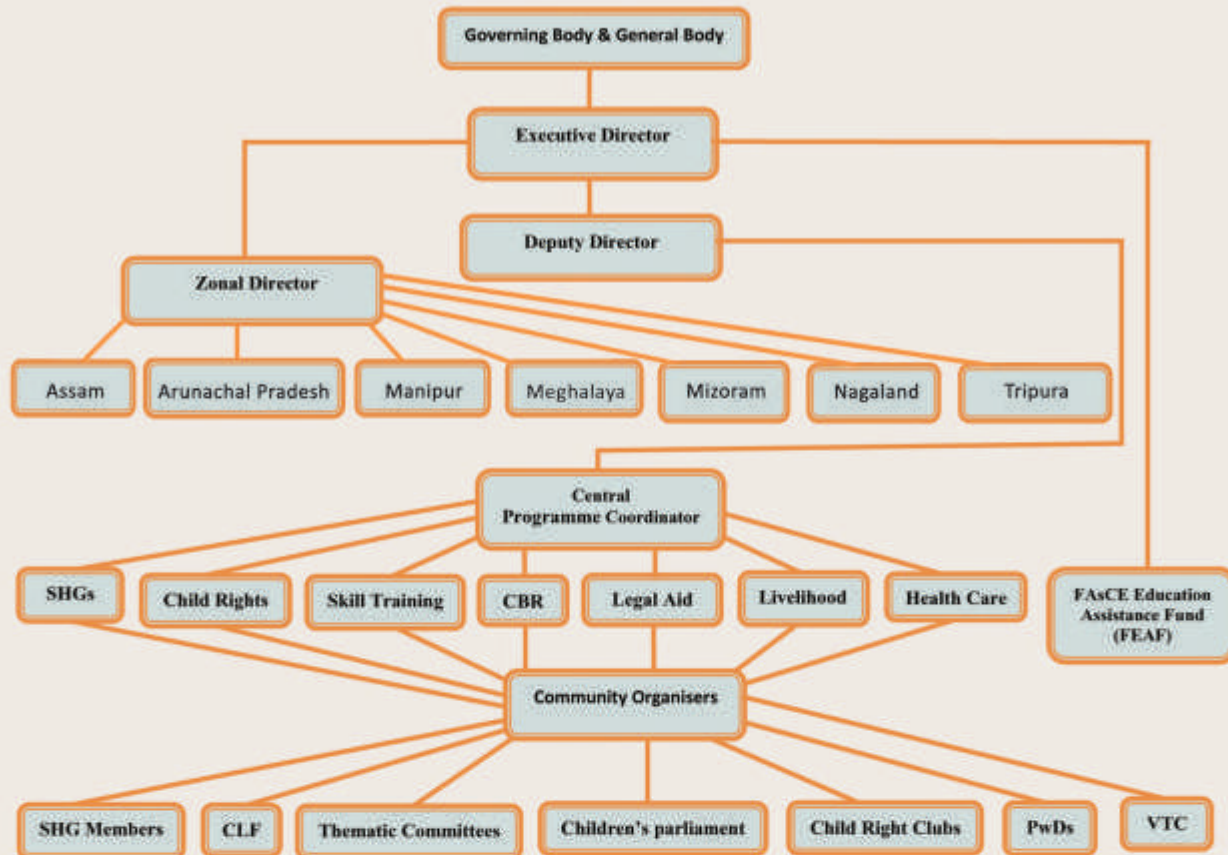 Governing Body & General Body
Executive Director
Deputy Director
Zonal Director
Assam
Arunachal Pradesh
Manipur
Meghalaya
Mizoram
Nagaland
Tripura
Central
Programme Coordinator
SHGs
Child Rights
Skill Training
CBR
Legal Aid
Livelihood
Health Care
FAsCE Education
Assistance Fund
(FEAF)
Community Organisers
SHG Members
CLF
Thematic Committees
Children's parliament
Child Right Clubs
PwDs
VTC